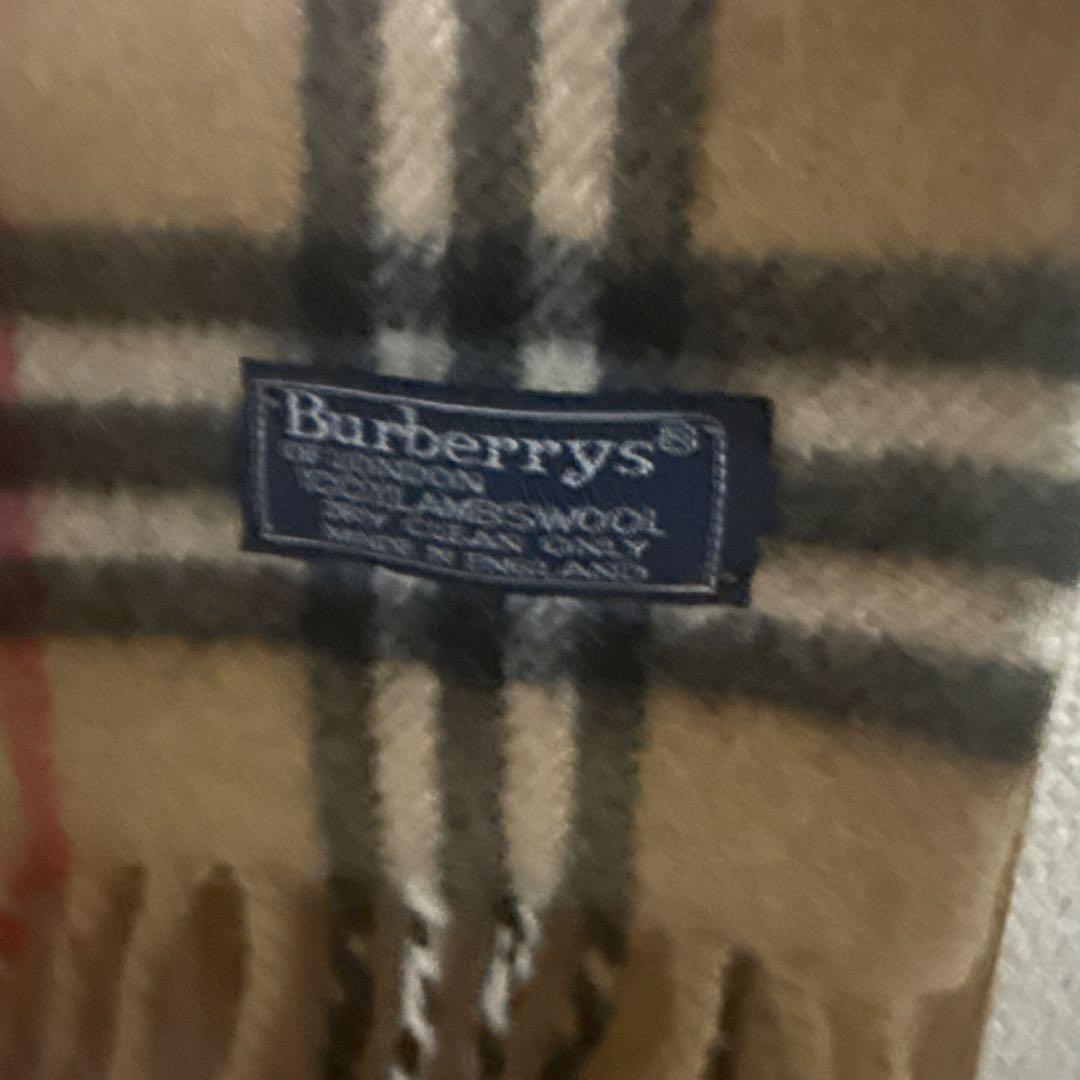 Burberrys®
OF LONDON
100% LAMBSWOOL
DRY CLEAN ONLY
MADE IN ENGLAND